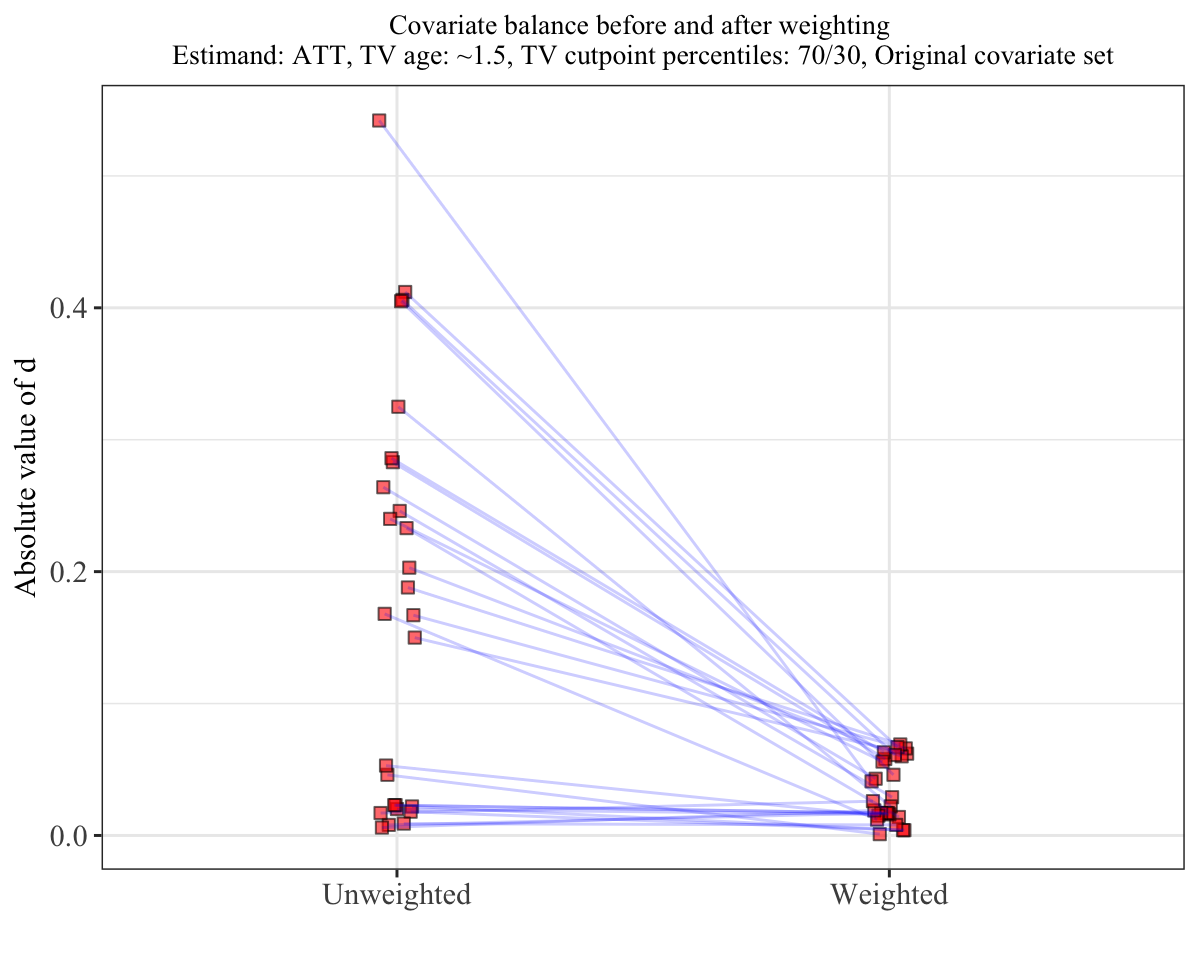 Covariate balance before and after weighting
Estimand: ATT, TV age: ~1.5, TV cutpoint percentiles: 70/30, Original covariate set
Absolute value of d
0.4
0.2
0.0
Unweighted
Weighted